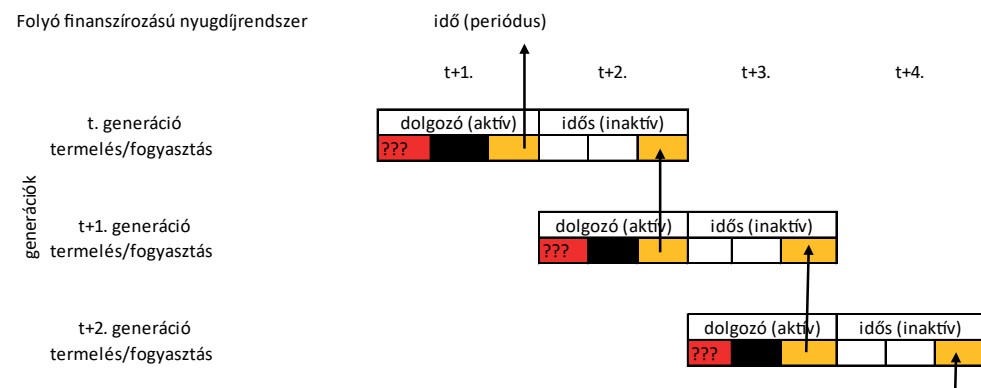 Folyó finanszírozású nyugdíjrendszer idő (periódus)
t+1. t+2. t+3. t+4.
generációk
t. generáció dolgozó (aktív) idős (inaktív)
termelés/fogyasztás ???
t+1. generáció dolgozó (aktív) idős (inaktív)
termelés/fogyasztás ???
t+2. generáció dolgozó (aktív) idős (inaktív)
termelés/fogyasztás ???